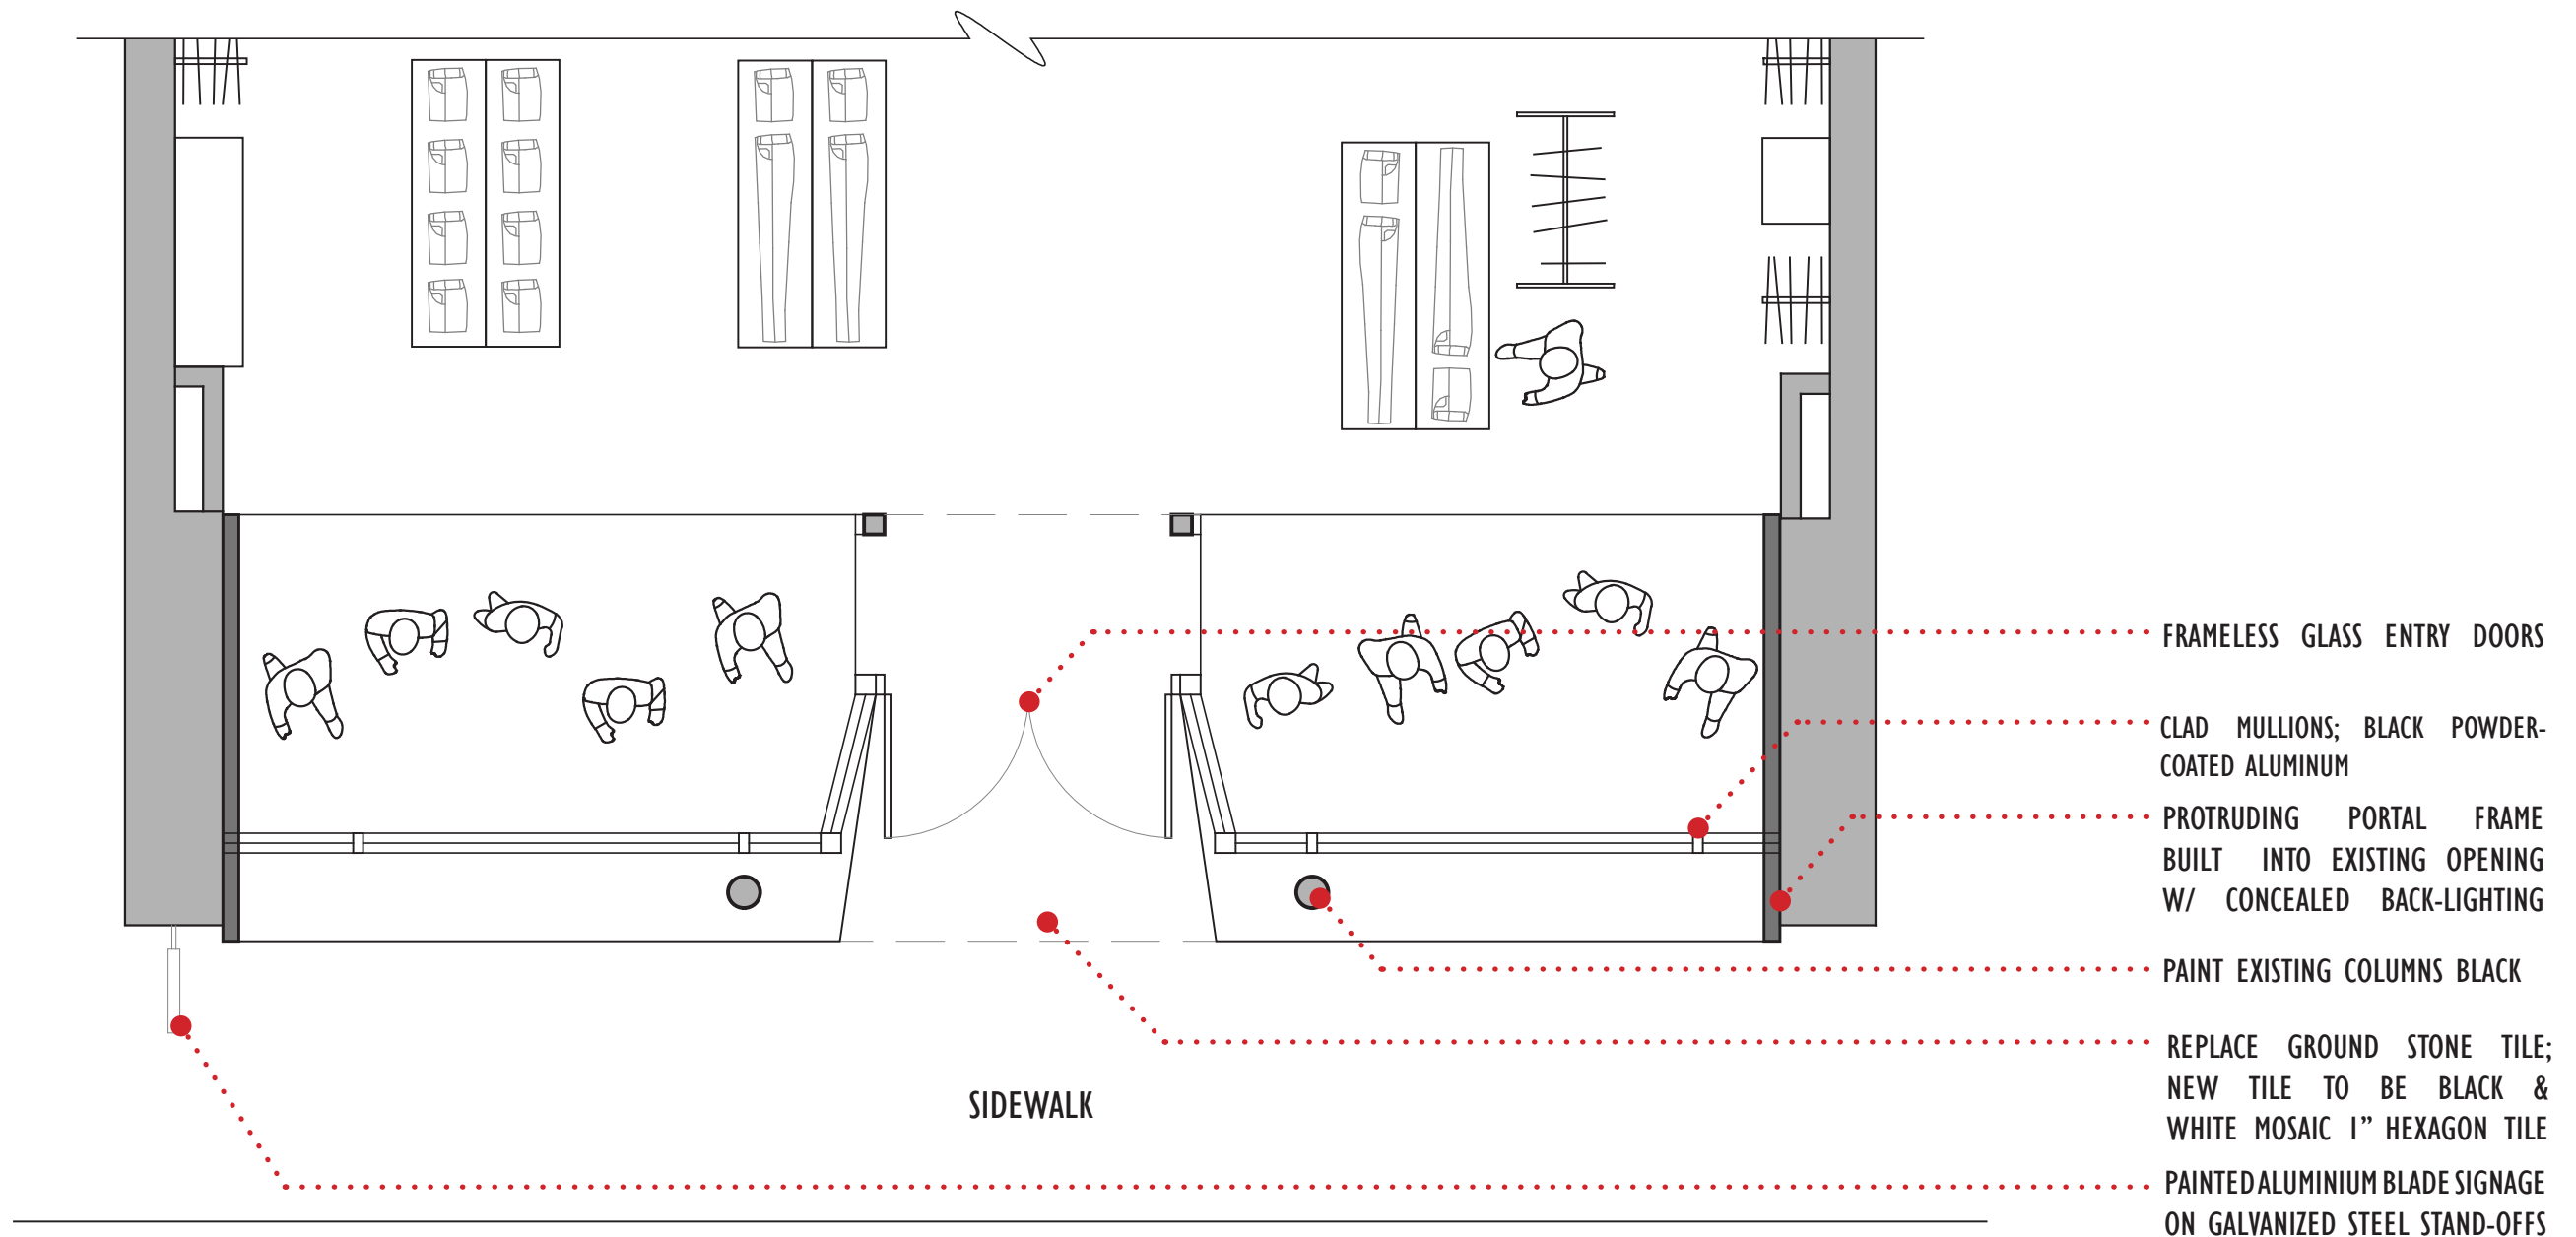 FRAMELESS GLASS ENTRY DOORS
CLAD MULLIONS; BLACK POWDER-
COATED ALUMINUM
PROTRUDING PORTAL FRAME
BUILT INTO EXISTING OPENING
W/ CONCEALED BACK-LIGHTING
PAINT EXISTING COLUMNS BLACK
REPLACE GROUND STONE TILE;
NEW TILE TO BE BLACK &
WHITE MOSAIC 1” HEXAGON TILE
SIDEWALK
PAINTED ALUMINIUM BLADE SIGNAGE
ON GALVANIZED STEEL STAND-OFFS